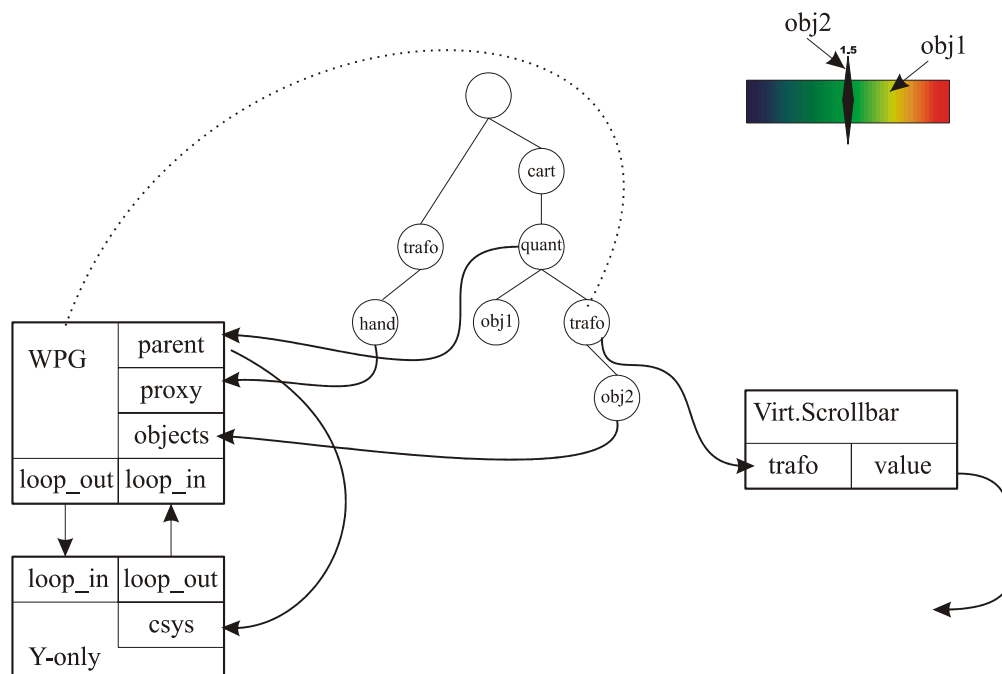 obj2
1.5
obj1
cart
trafo
quant
hand
obj1
trafo
obj2
WPG
parent
proxy
objects
loop_out
loop_in
loop_in
loop_out
csys
Y-only
Virt.Scrollbar
trafo
value